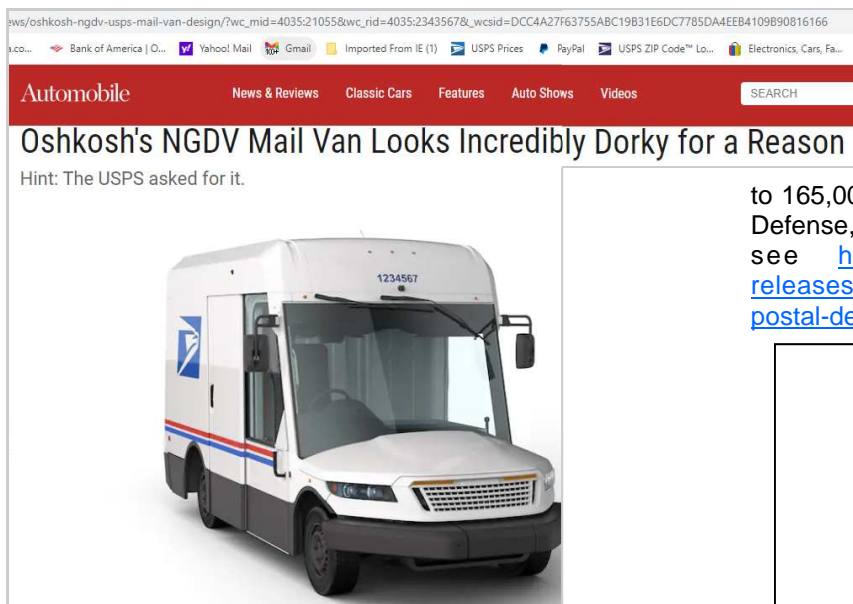 ews/oshkosh-ngdv-usps-mail-van-design/?wc_mid=4035:21055&wc_rid=4035:2343567&_wcsid=DCC4A27F63755ABC19B31E6DC7785DA4EEB4109B90816166
a.co... Bank of America | O... Yahoo! Mail Gmail Imported From IE (1) USPS Prices PayPal USPS ZIP Code™ Lo... Electronics, Cars, Fa...
Automobile News & Reviews Classic Cars Features Auto Shows Videos SEARCH
Oshkosh's NGDV Mail Van Looks Incredibly Dorky for a Reason
Hint: The USPS asked for it.
1234567
to 165,00
Defense,
see h
releases
postal-de